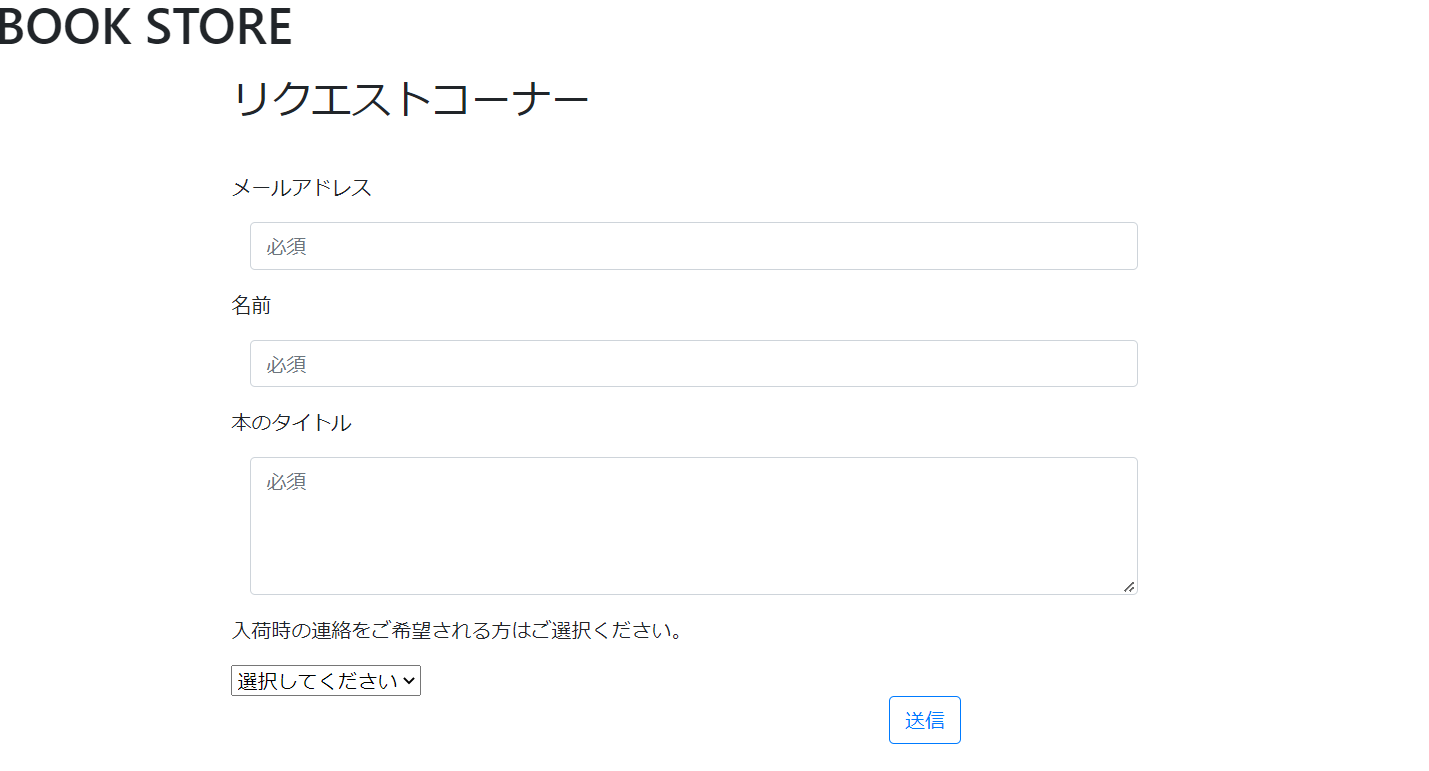 BOOK STORE
リクエストコーナー
メールアドレス
必須
名前
必須
本のタイトル
必須
入荷時の連絡をご希望される方はご選択ください。
選択してください
送信